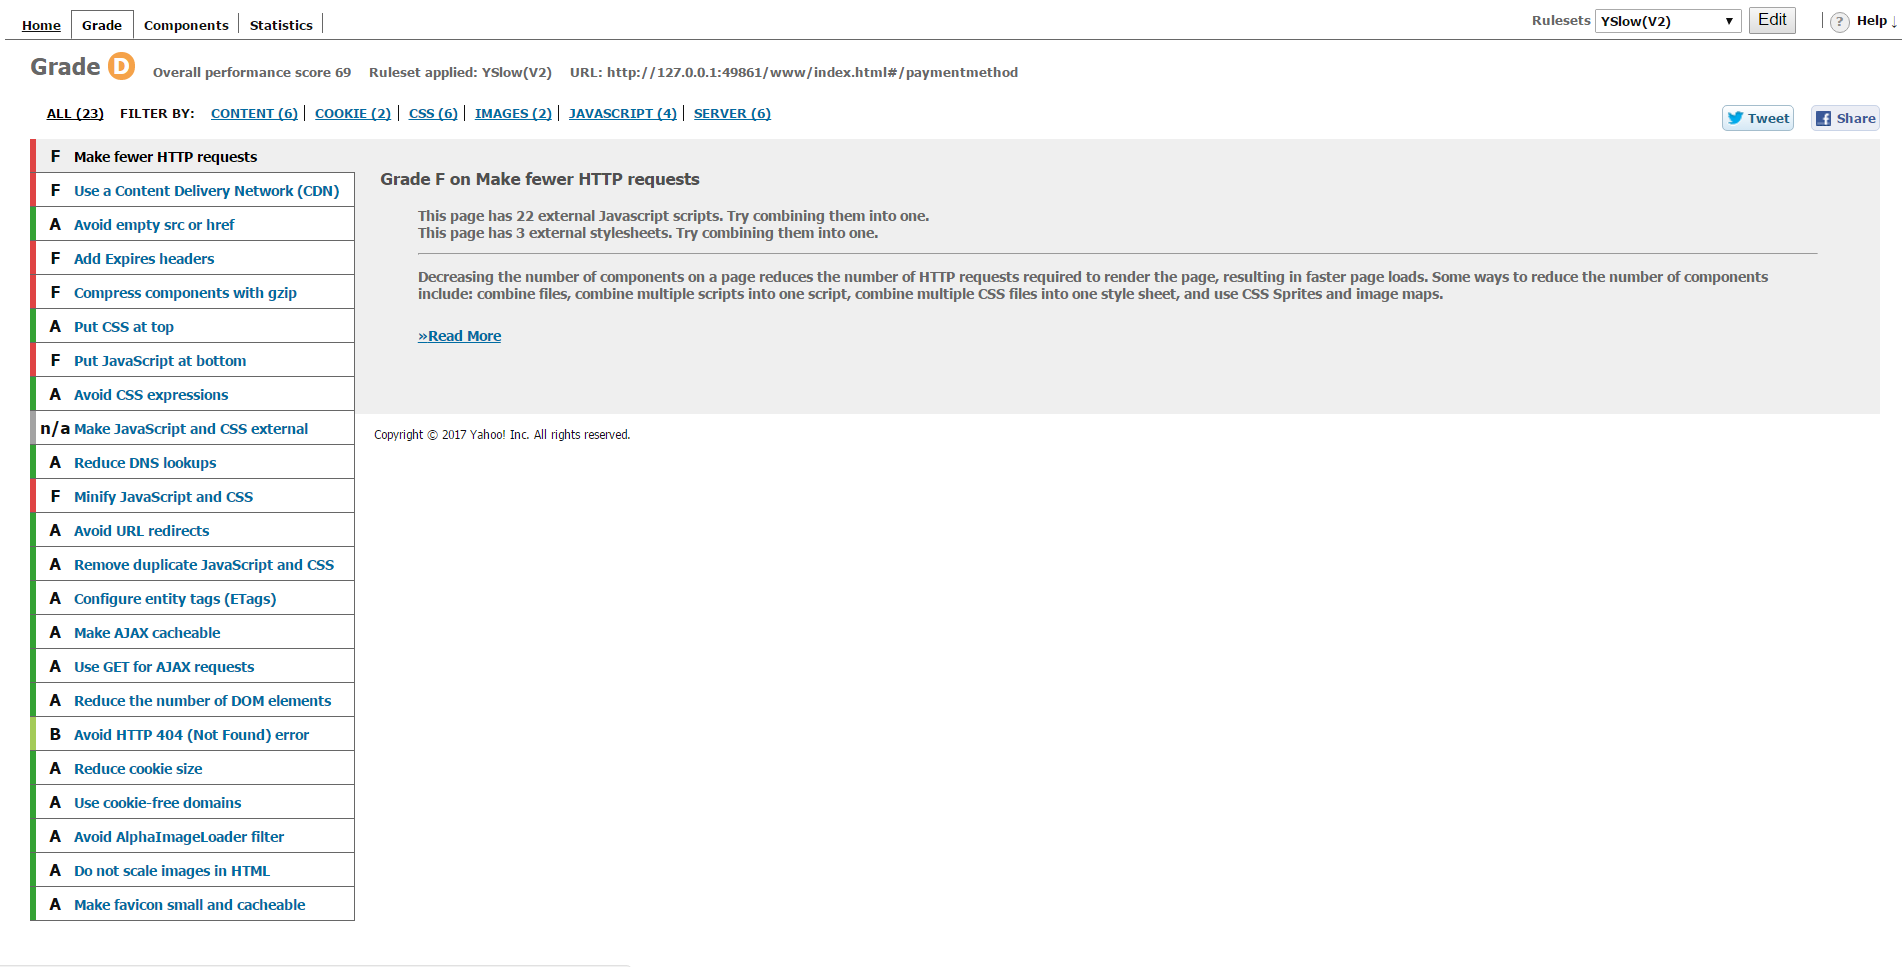 Home Grade Components Statistics Rulesets YSlow(V2) ▼ Edit ? Help ↓
Grade D Overall performance score 69 Ruleset applied: YSlow(V2) URL: http://127.0.0.1:49861/www/index.html#/paymentmethod
ALL (23) FILTER BY: CONTENT (6) COOKIE (2) CSS (6) IMAGES (2) JAVASCRIPT (4) SERVER (6) Tweet Share
F Make fewer HTTP requests
F Use a Content Delivery Network (CDN)
A Avoid empty src or href
F Add Expires headers
F Compress components with gzip
A Put CSS at top
F Put JavaScript at bottom
A Avoid CSS expressions
n/a Make JavaScript and CSS external
A Reduce DNS lookups
F Minify JavaScript and CSS
A Avoid URL redirects
A Remove duplicate JavaScript and CSS
A Configure entity tags (ETags)
A Make AJAX cacheable
A Use GET for AJAX requests
A Reduce the number of DOM elements
B Avoid HTTP 404 (Not Found) error
A Reduce cookie size
A Use cookie-free domains
A Avoid AlphaImageLoader filter
A Do not scale images in HTML
A Make favicon small and cacheable
Grade F on Make fewer HTTP requests
This page has 22 external Javascript scripts. Try combining them into one.
This page has 3 external stylesheets. Try combining them into one.
Decreasing the number of components on a page reduces the number of HTTP requests required to render the page, resulting in faster page loads. Some ways to reduce the number of components
include: combine files, combine multiple scripts into one script, combine multiple CSS files into one style sheet, and use CSS Sprites and image maps.
»Read More
Copyright © 2017 Yahoo! Inc. All rights reserved.